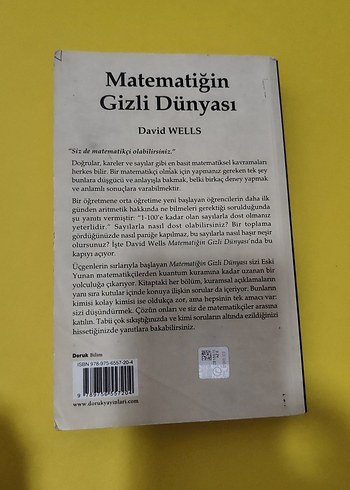 Matematiğin
Gizli Dünyası
David WELLS
"Siz de matematikçi olabilirsiniz."
Doğrular, kareler ve sayılar gibi en basit matematiksel kavramaları
herkes bilir. Bir matematikçi olmak için yapmanız gereken tek şey
bunlara düşgücü ve anlayışla bakmak, belki birkaç deney yapmak
ve anlamlı sonuçlara varabilmektir.
Bir öğretmene orta öğretime yeni başlayan öğrencilerin daha ilk
günden aritmetik hakkında ne bilmeleri gerektiği sorulduğunda
şu yanıtı vermiştir: "1-100'e kadar olan sayılarla dost olmanız
yeterlidir." Sayılarla nasıl dost olabilirsiniz? Bir toplama
gördüğünüzde nasıl paniğe kapılmaz, bu sayılarla nasıl haşır neşir
olursunuz? İşte David Wells Matematiğin Gizli Dünyası'nda bu
kapıyı açıyor.
Üçgenlerin sırlarıyla başlayan Matematiğin Gizli Dünyası sizi Eski
Yunan matematikçilerden kuantum kuramına kadar uzanan bir
yolculuğa çıkarıyor. Kitaptaki her bölüm, kuramsal açıklamaların
yanı sıra kutular içinde konuya ilişkin sorular da içeriyor. Bunların
kimisi kolay kimisi ise oldukça zor, ama hepsinin tek amacı var:
sizi düşündürmek. Çözün onları ve siz de matematikçiler arasına
katılın. Tabii çok sıkıştığınızda ve kimi soruların altında ezildiğinizi
hissetiğinizde yanıtlara bakabilirsiniz.
Doruk Bilim
ISBN 978-975-6557-20-4
9 789756 557204
www.dorukyayinlari.com